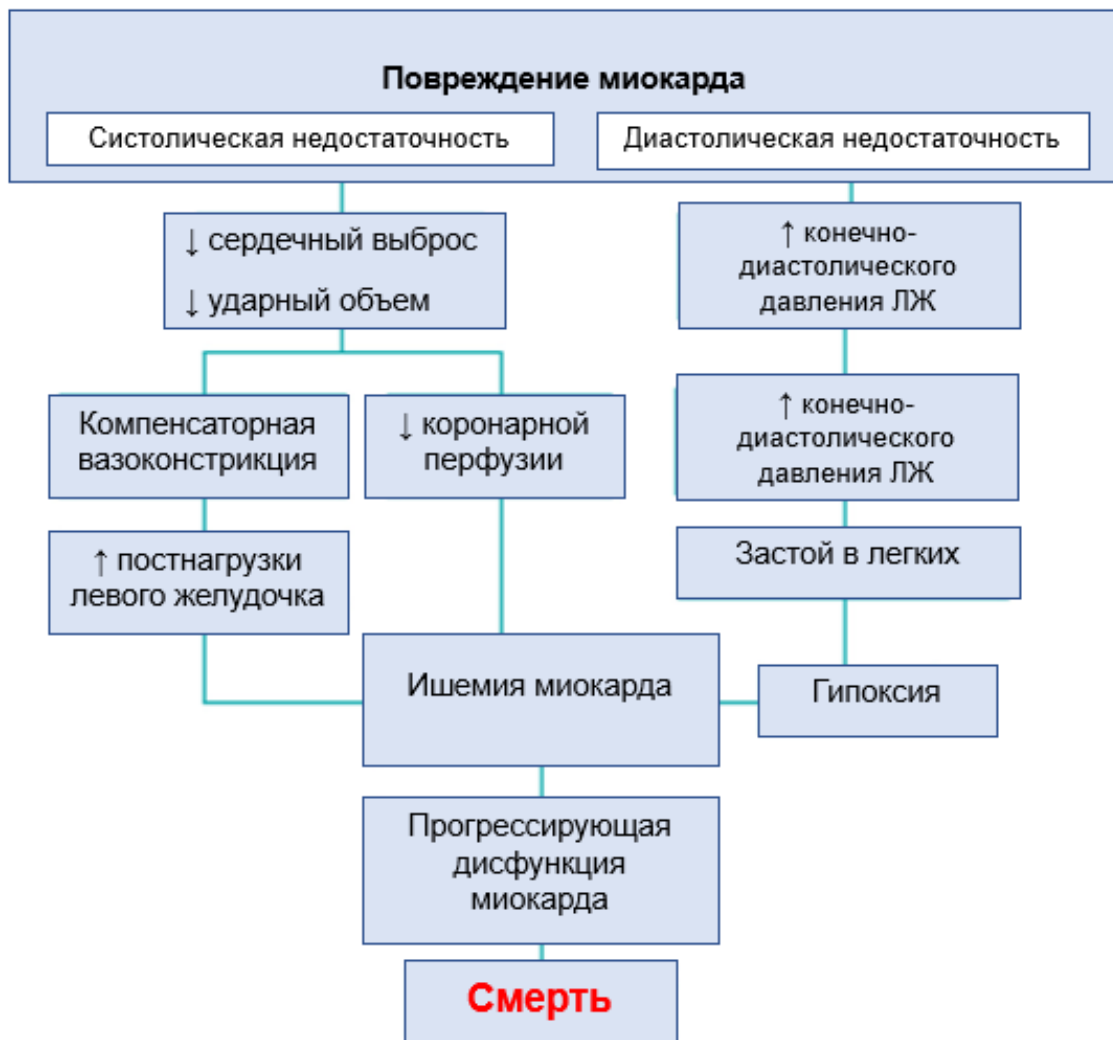 Повреждение миокарда
Систолическая недостаточность
Диастолическая недостаточность
↓ сердечный выброс
↓ ударный объем
↑ конечно-
диастолического
давления ЛЖ
Компенсаторная
вазоконстрикция
↓ коронарной
перфузии
↑ конечно-
диастолического
давления ЛЖ
↑ постнагрузки
левого желудочка
Застой в легких
Ишемия миокарда
Гипоксия
Прогрессирующая
дисфункция
миокарда
Смерть